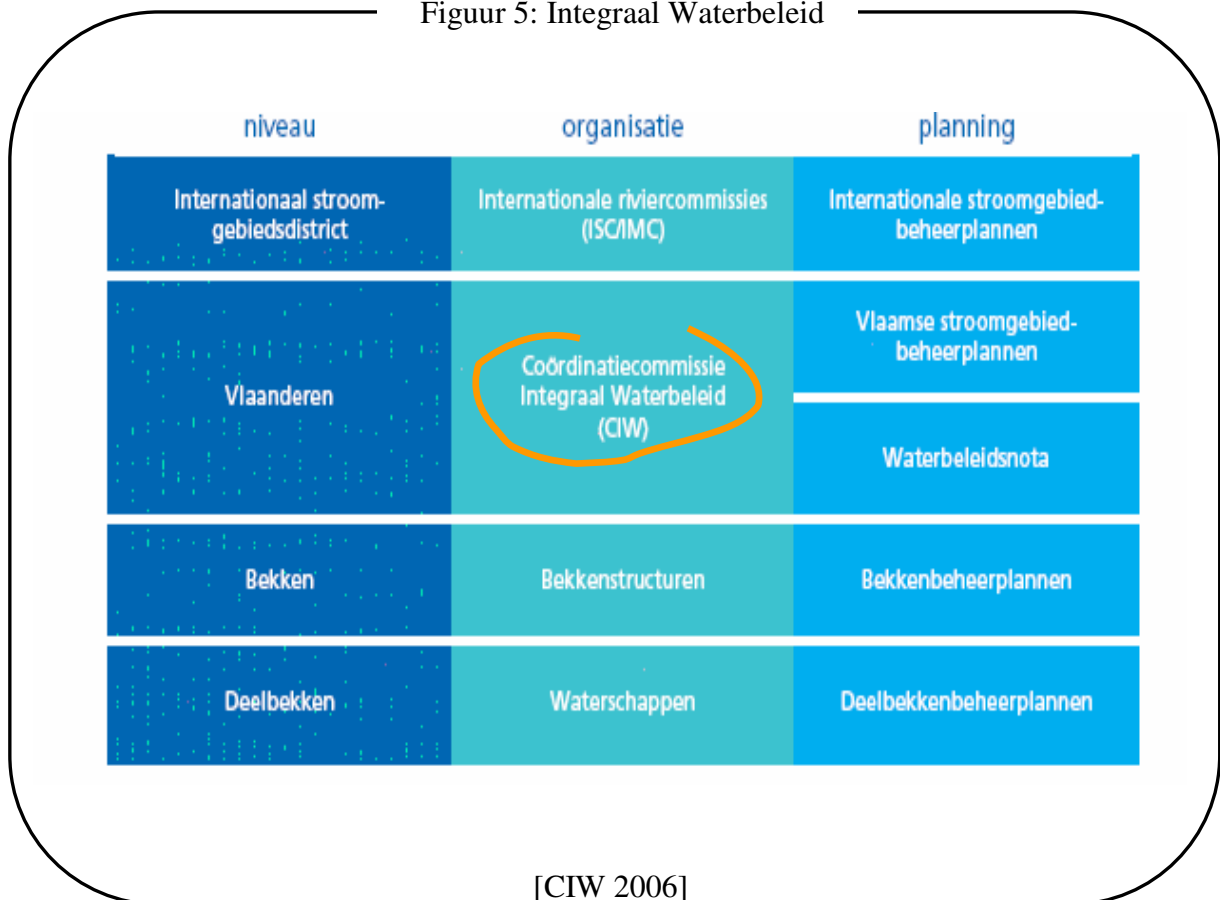 Figuur 5: Integraal Waterbeleid
niveau
organisatie
planning
Internationaal stroom-
gebiedsdistrict
Internationale riviercommissies
(ISC/IMC)
Internationale stroomgebied-
beheerplannen
Vlaanderen
Coördinatiecommissie
Integraal Waterbeleid
(CIW)
Vlaamse stroomgebied-
beheerplannen
Waterbeleidsnota
Bekken
Bekkenstructuren
Bekkenbeheerplannen
Deelbekken
Waterschappen
Deelbekkenbeheerplannen
[CIW 2006]